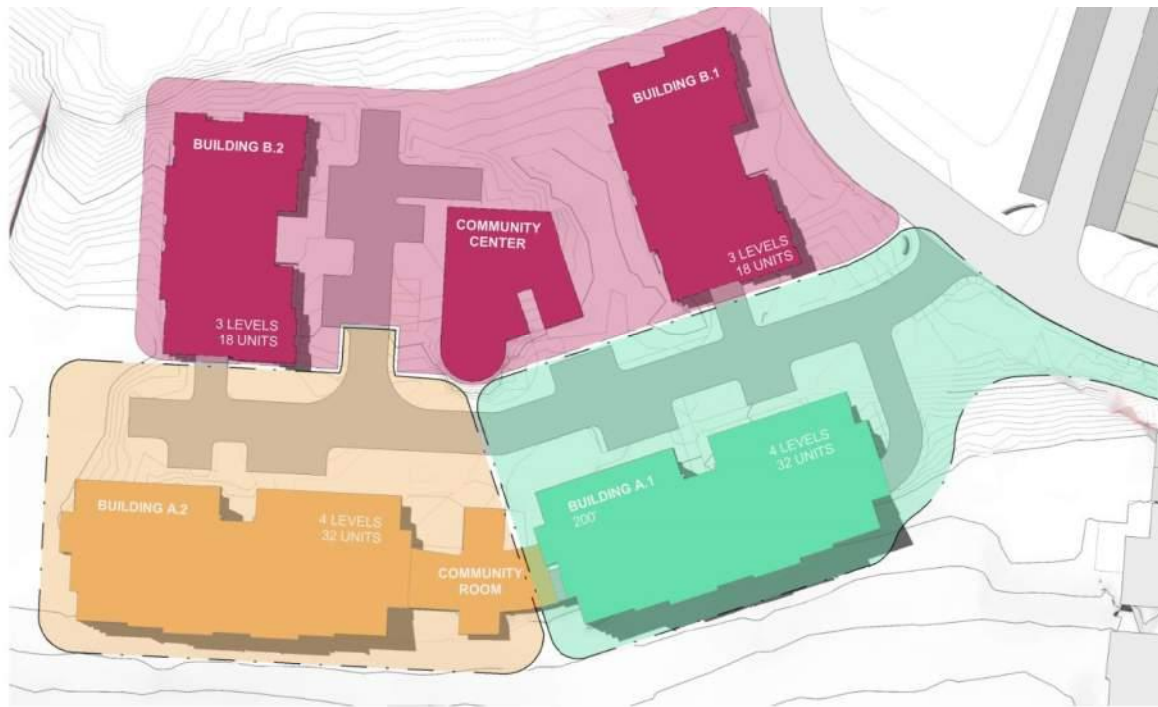 BUILDING B.1
3 LEVELS
18 UNITS
BUILDING B.2
3 LEVELS
18 UNITS
COMMUNITY
CENTER
BUILDING A.1
200'
4 LEVELS
32 UNITS
BUILDING A.2
4 LEVELS
32 UNITS
COMMUNITY
ROOM